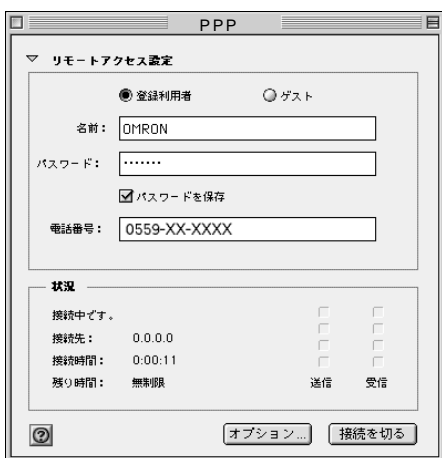 PPP
リモートアクセス設定
登録利用者 ゲスト
名前: OMRON
パスワード: •••••••
パスワードを保存
電話番号: 0559-XX-XXXX
状況
接続中です。
接続先: 0.0.0.0
接続時間: 0:00:11
残り時間: 無制限 送信 受信
? オプション... 接続を切る